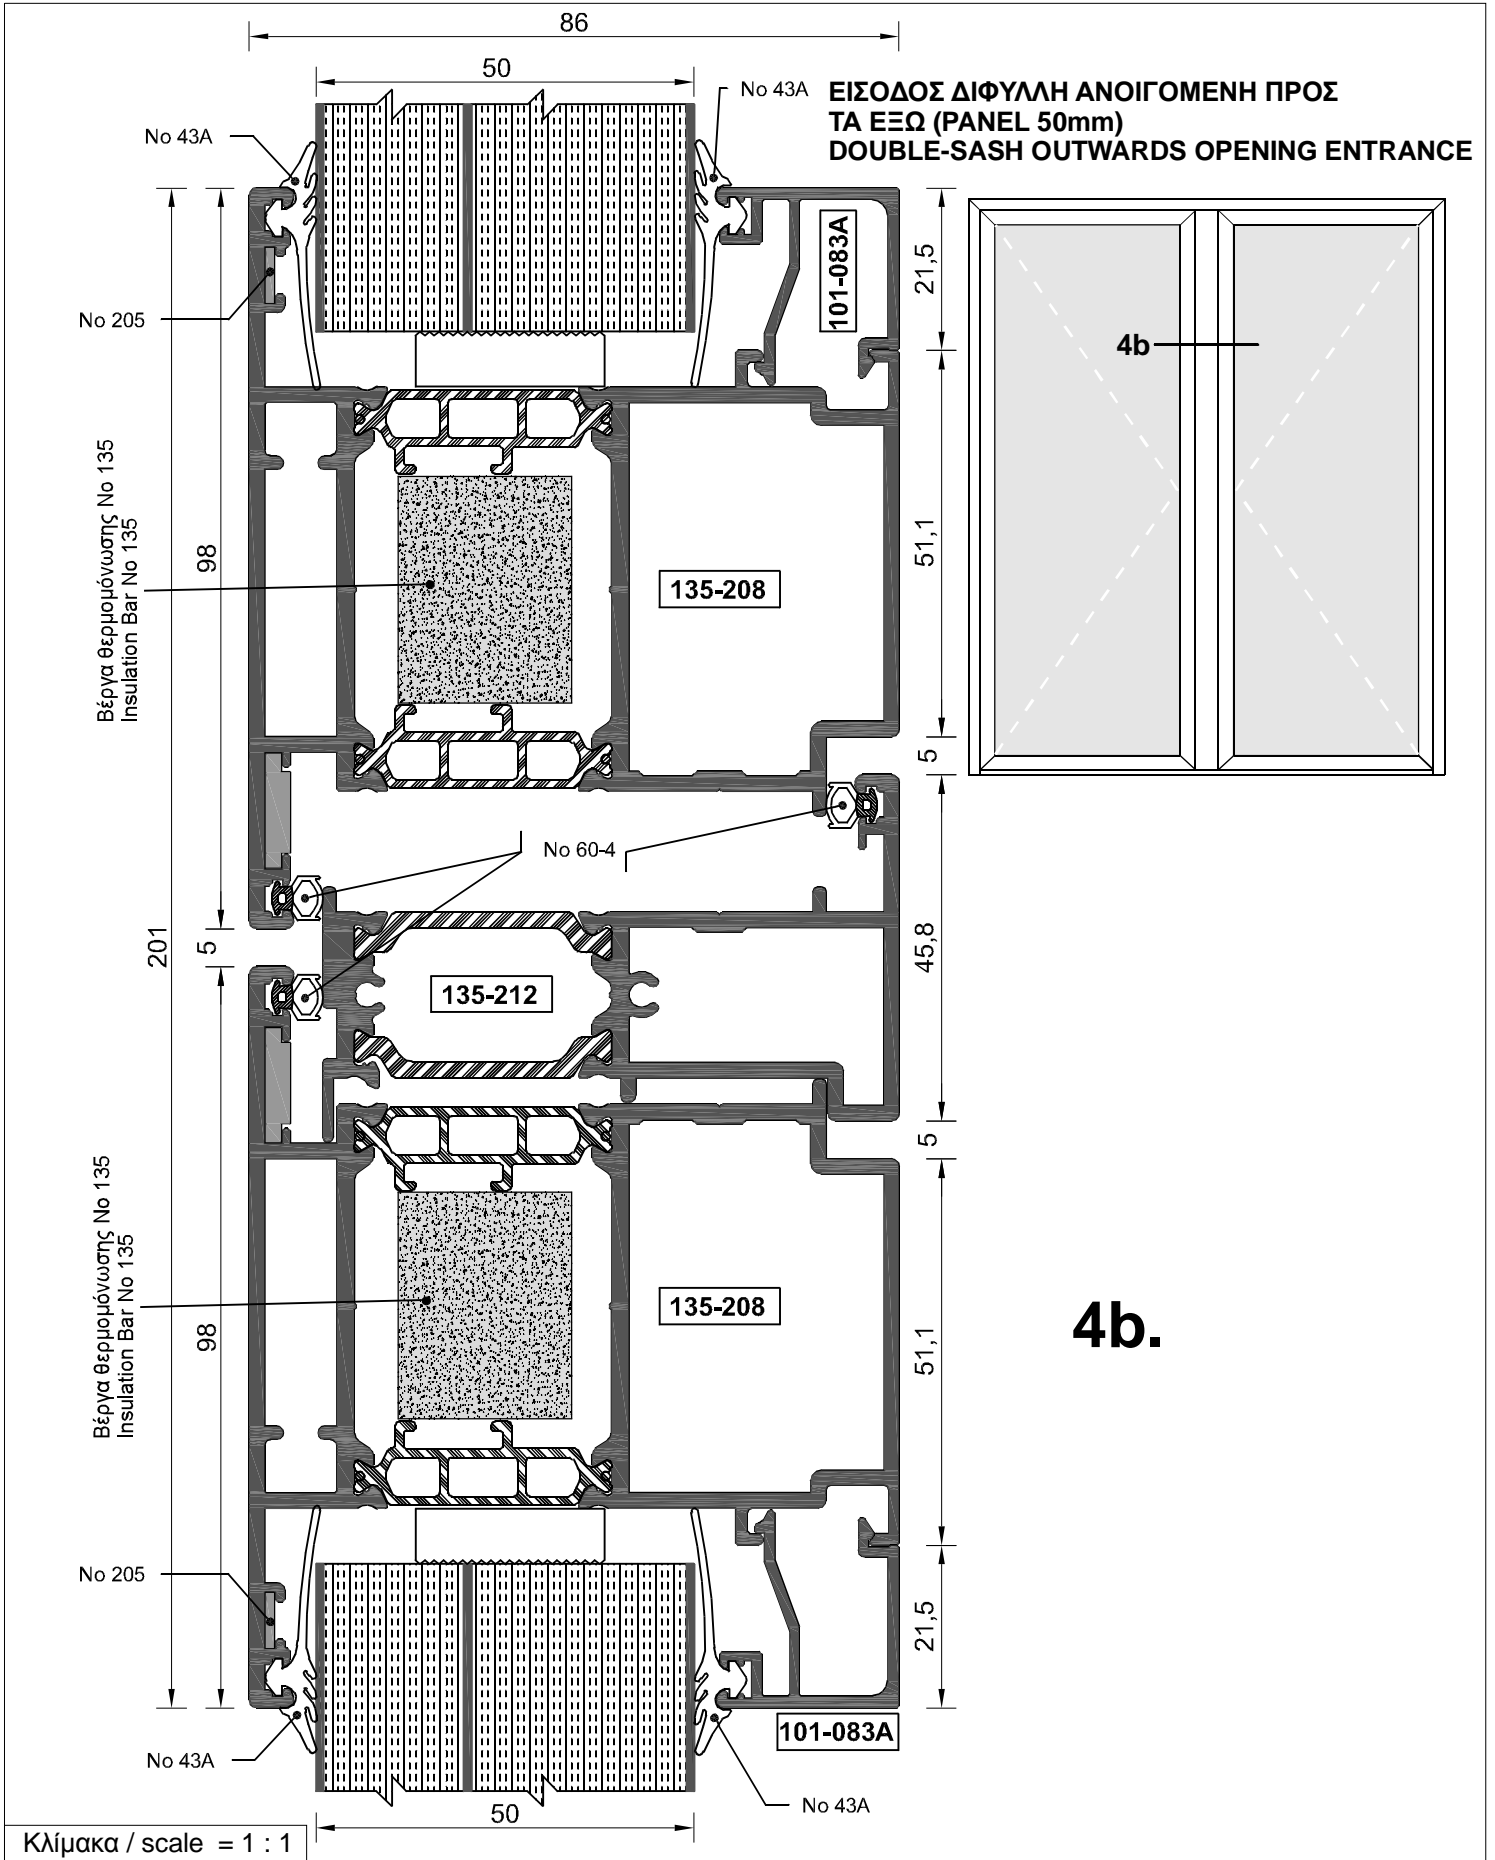 86
50
No 43A
ΕΙΣΟΔΟΣ ΔΙΦΥΛΛΗ ΑΝΟΙΓΟΜΕΝΗ ΠΡΟΣ
ΤΑ ΕΞΩ (PANEL 50mm)
DOUBLE-SASH OUTWARDS OPENING ENTRANCE
No 43A
101-083A
21,5
No 205
4b
Βέργα θερμομόνωσης No 135
Insulation Bar No 135
98
51,1
135-208
5
No 60-4
201
5
45,8
135-212
5
Βέργα θερμομόνωσης No 135
Insulation Bar No 135
98
135-208
51,1
4b.
No 205
21,5
101-083A
No 43A
No 43A
50
Κλίμακα / scale = 1 : 1